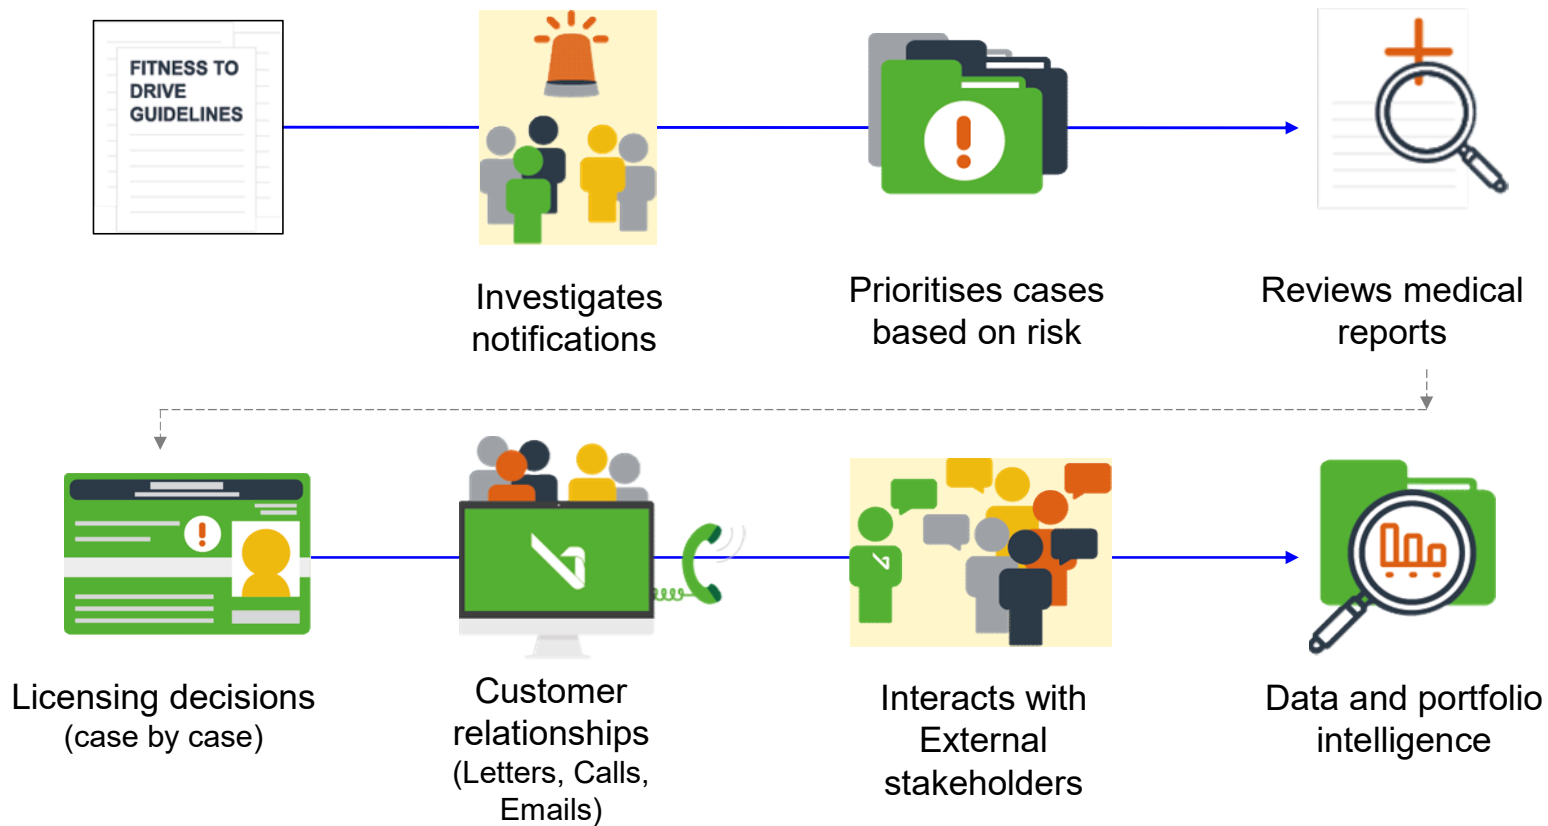 FITNESS TO
DRIVE
GUIDELINES
Investigates
notifications
Prioritises cases
based on risk
Reviews medical
reports
Licensing decisions
(case by case)
Customer
relationships
(Letters, Calls,
Emails)
Interacts with
External
stakeholders
Data and portfolio
intelligence